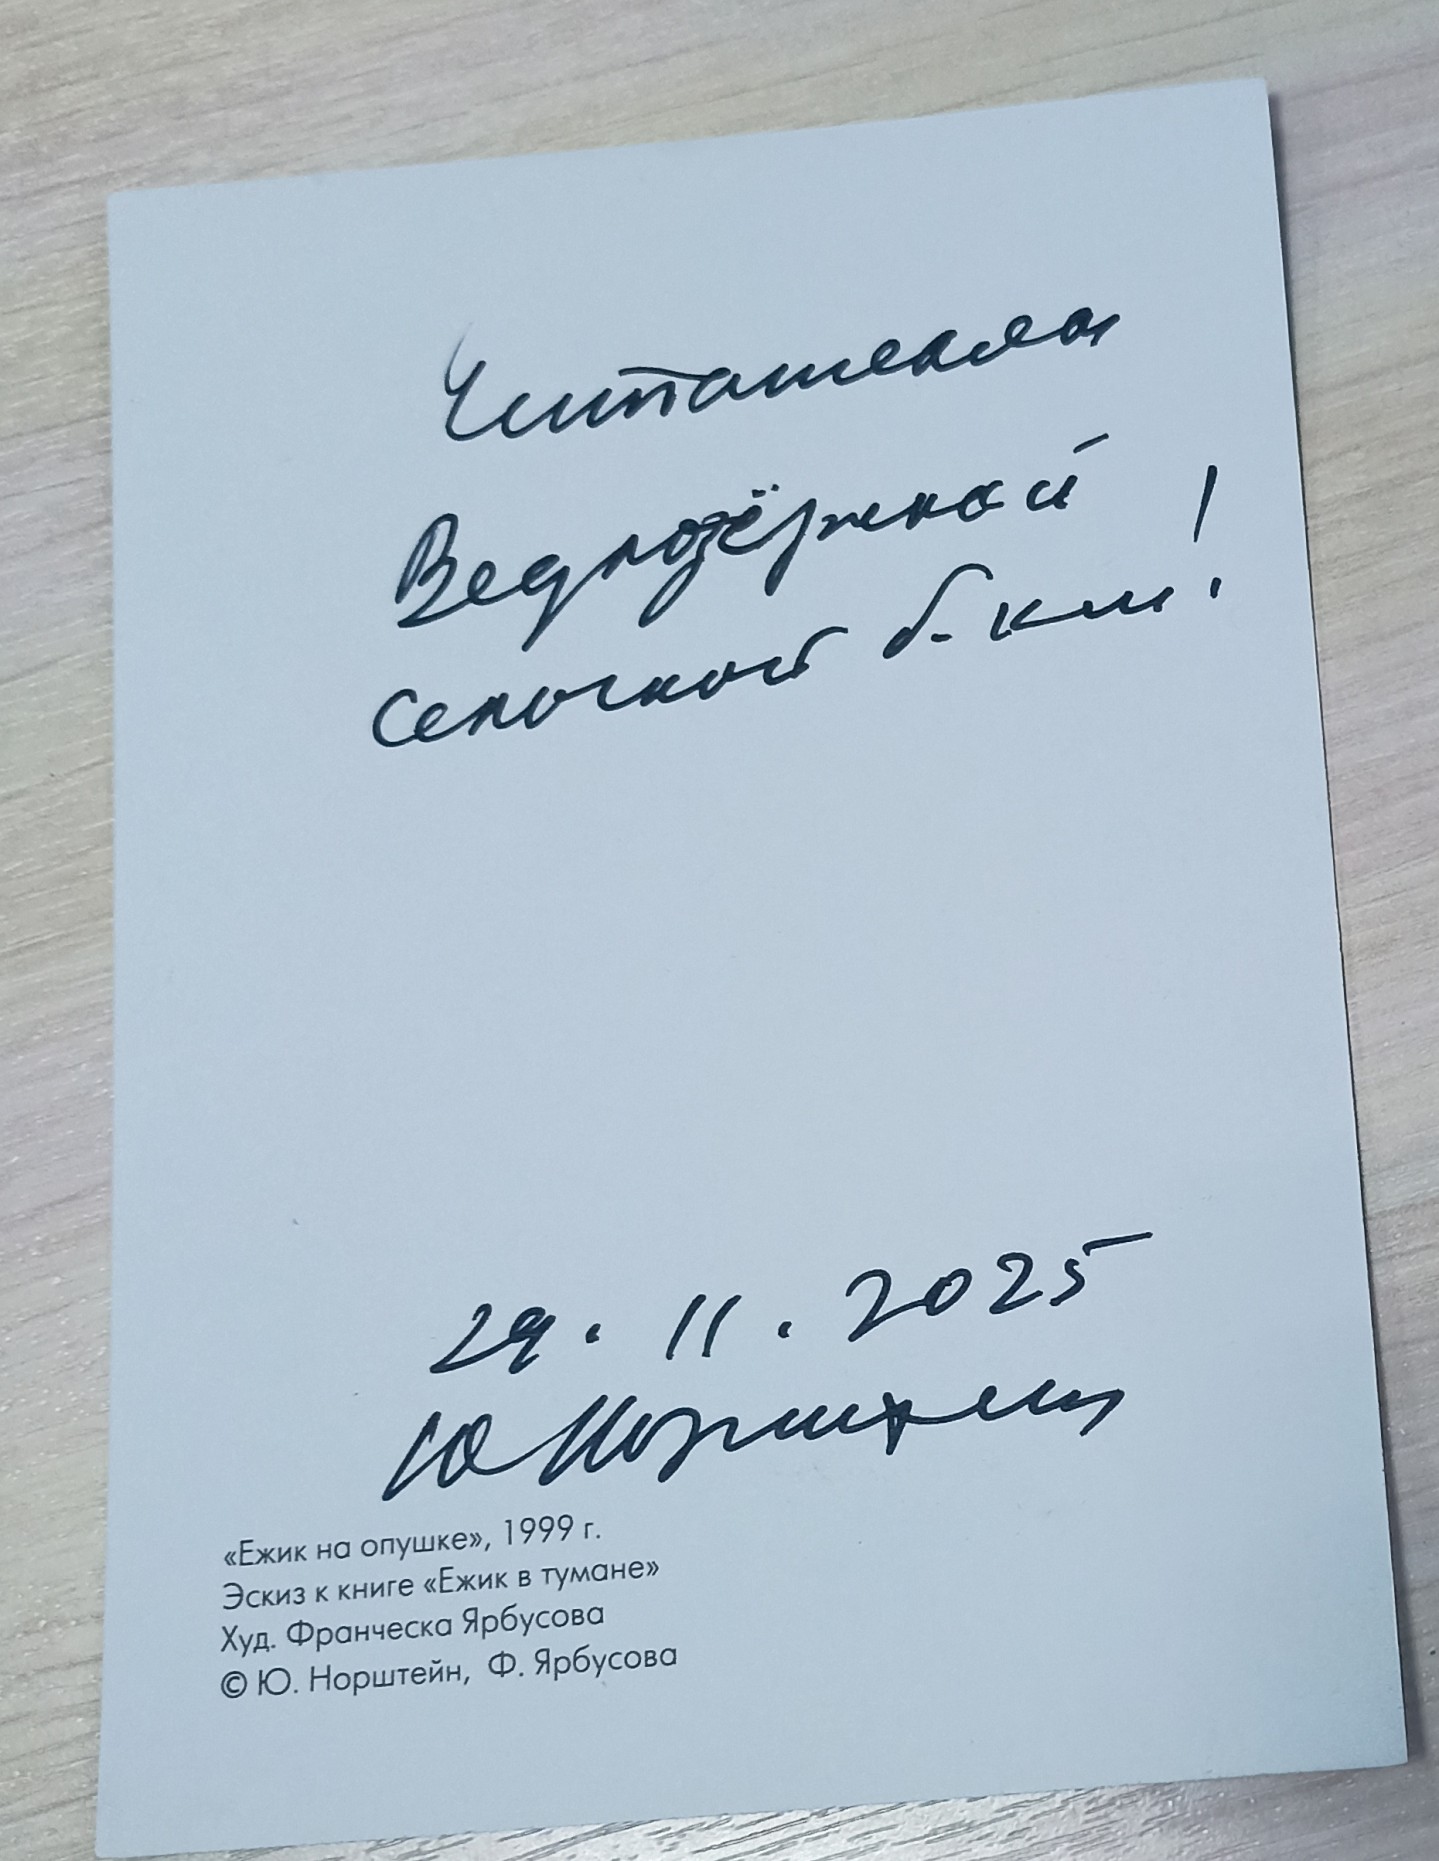 Читателям
Ведлозёрской
сельской б-ки!
29.11.2025
Ю Норштейн
«Ежик на опушке», 1999 г.
Эскиз к книге «Ежик в тумане»
Худ. Франческа Ярбусова
© Ю. Норштейн, Ф. Ярбусова